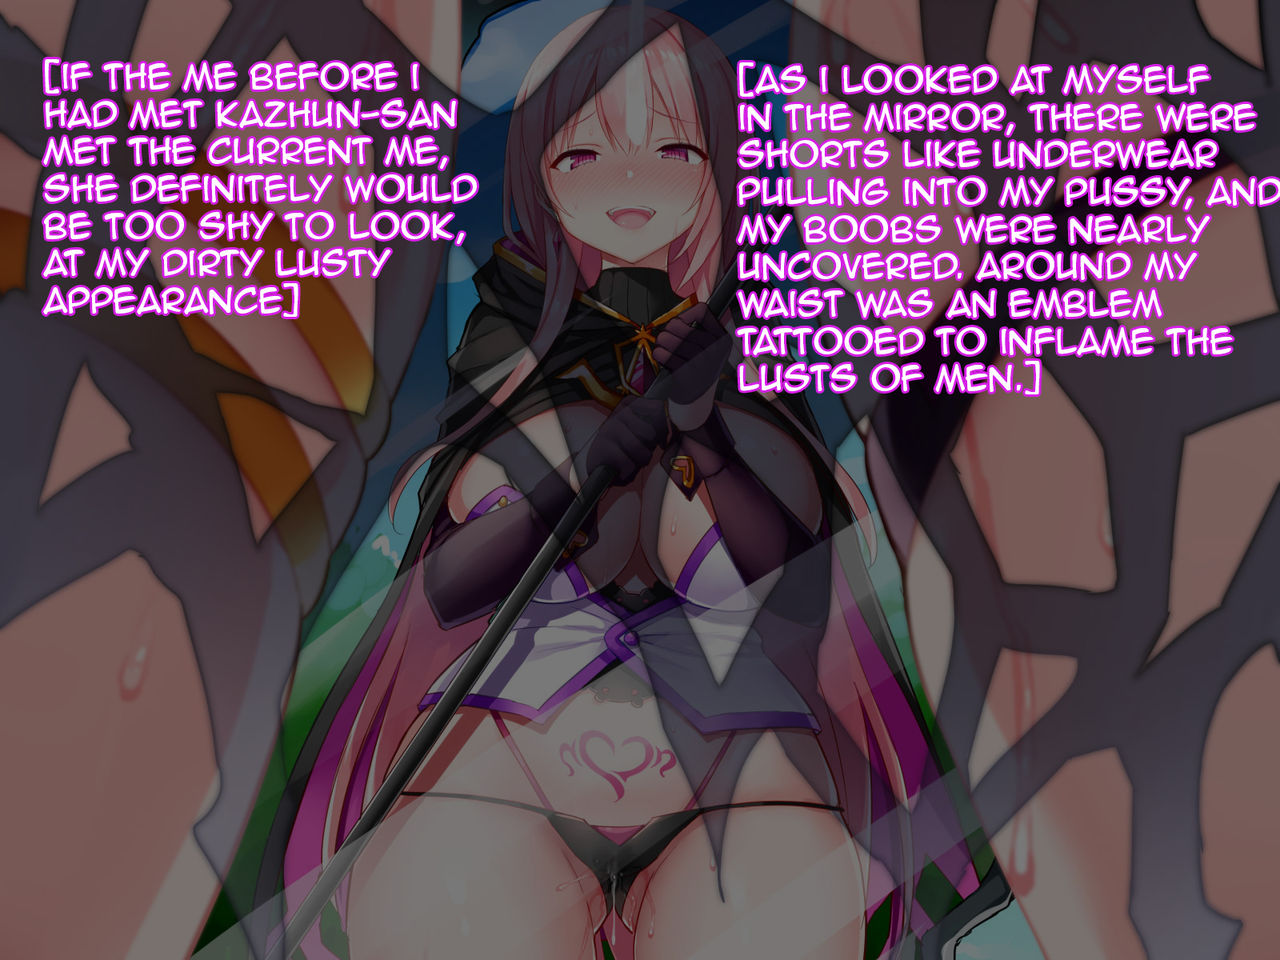 [IF THE ME BEFORE I
HAD MET KAZHUN-SAN
MET THE CURRENT ME,
SHE DEFINITELY WOULD
BE TOO SHY TO LOOK,
AT MY DIRTY LUSTY
APPEARANCE]
[AS I LOOKED AT MYSELF
IN THE MIRROR, THERE WERE
SHORTS LIKE UNDERWEAR
PULLING INTO MY PUSSY, AND
MY BOOBS WERE NEARLY
UNCOVERED. AROUND MY
WAIST WAS AN EMBLEM
TATTOOED TO INFLAME THE
LUSTS OF MEN.]